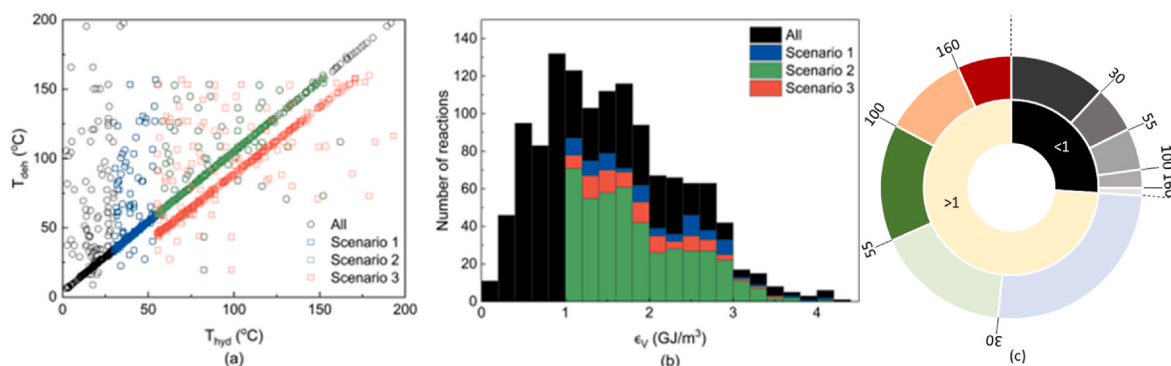 200
150
100
50
0
0
50
100
150
200
T_deh (°C)
T_hyd (°C)
All
Scenario 1
Scenario 2
Scenario 3
(a)
140
120
100
80
60
40
20
0
0
1
2
3
4
Number of reactions
ϵ_V (GJ/m³)
All
Scenario 1
Scenario 2
Scenario 3
(b)
160
100
55
30
30
55
100
160
<1
>1
(c)